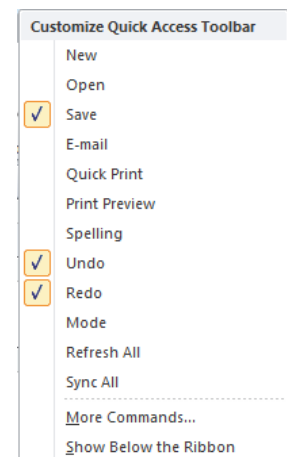 Customize Quick Access Toolbar
New
Open
Save
E-mail
Quick Print
Print Preview
Spelling
Undo
Redo
Mode
Refresh All
Sync All
More Commands...
Show Below the Ribbon